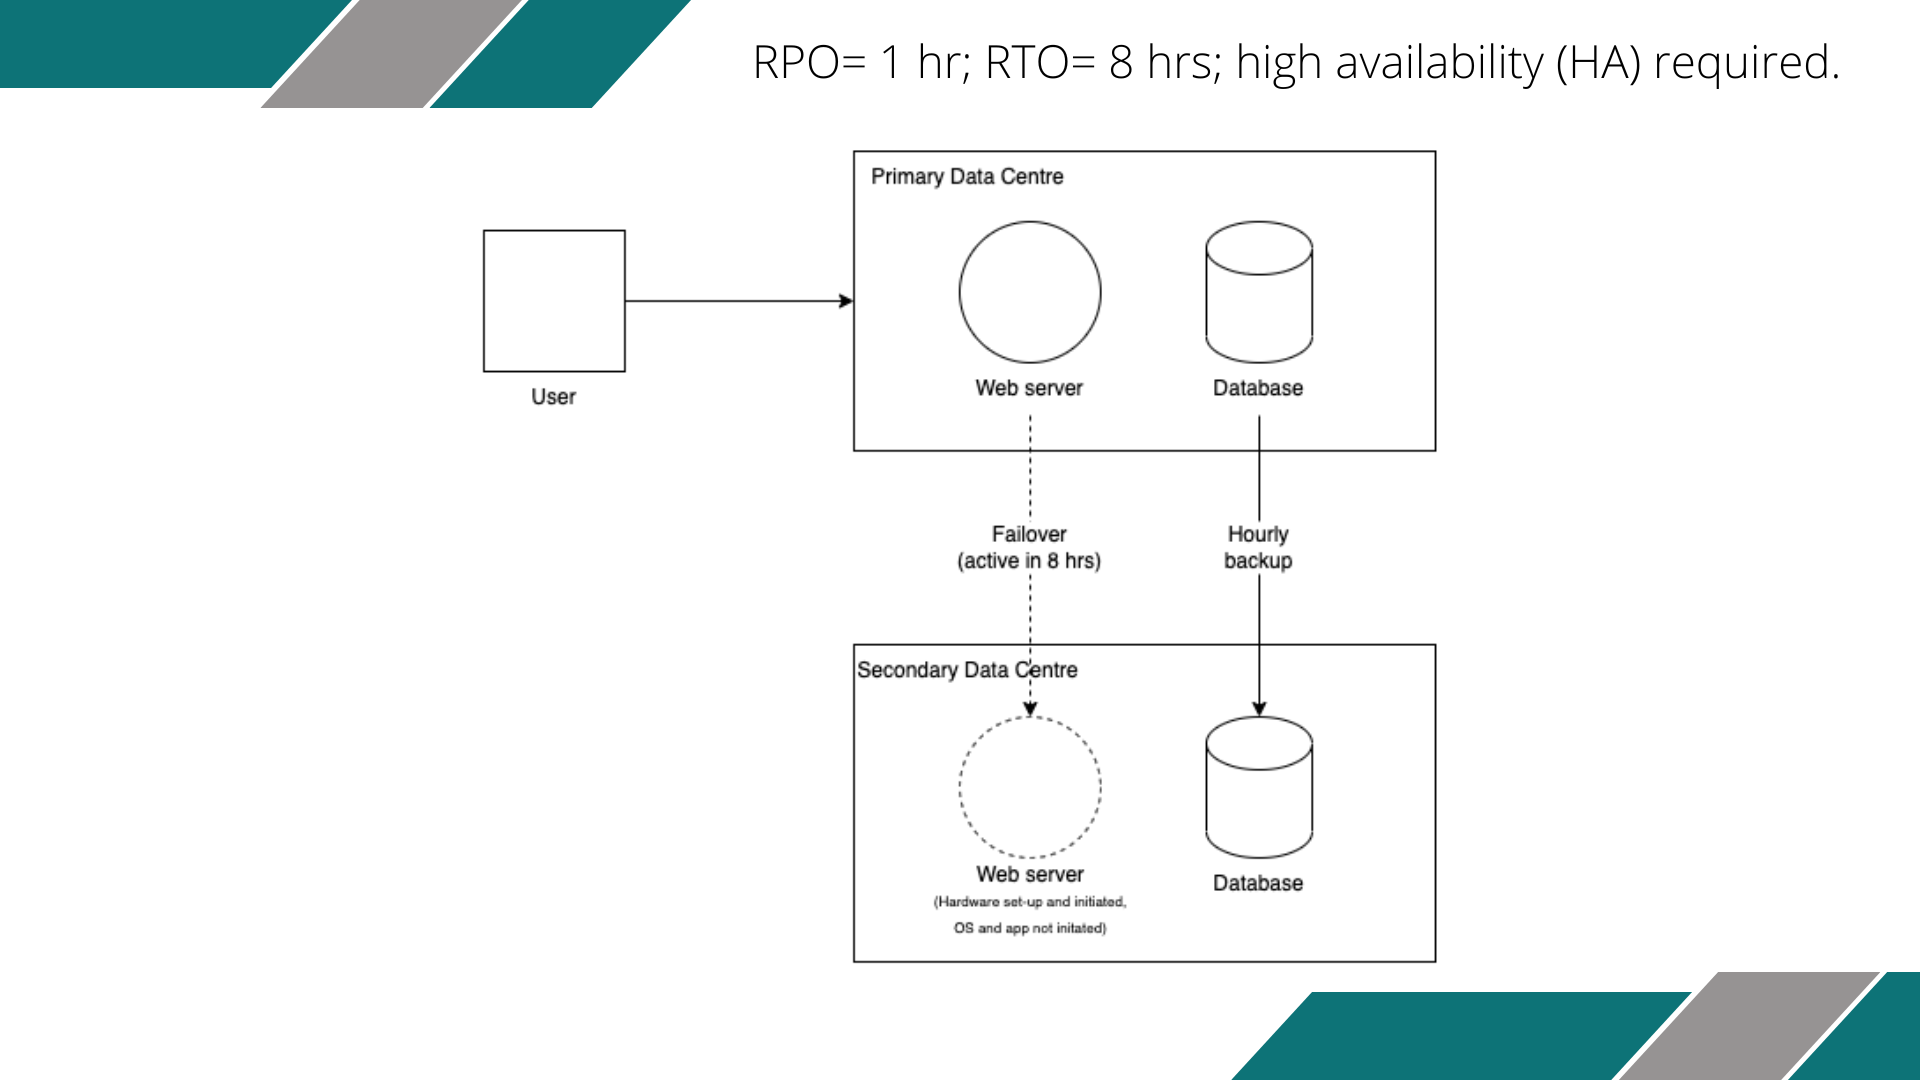 RPO= 1 hr; RTO= 8 hrs; high availability (HA) required.
Primary Data Centre
User
Web server
Database
Failover
(active in 8 hrs)
Hourly
backup
Secondary Data Centre
Web server
(Hardware set-up and initiated,
OS and app not initated)
Database